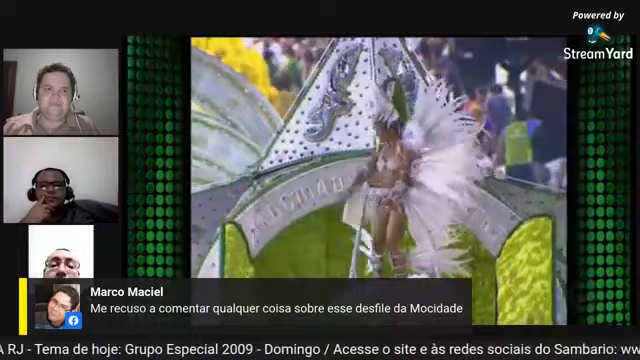 Powered by
StreamYard
Marco Maciel
Me recuso a comentar qualquer coisa sobre esse desfile da Mocidade
A RJ - Tema de hoje: Grupo Especial 2009 - Domingo / Acesse o site e às redes sociais do Sambario: ww